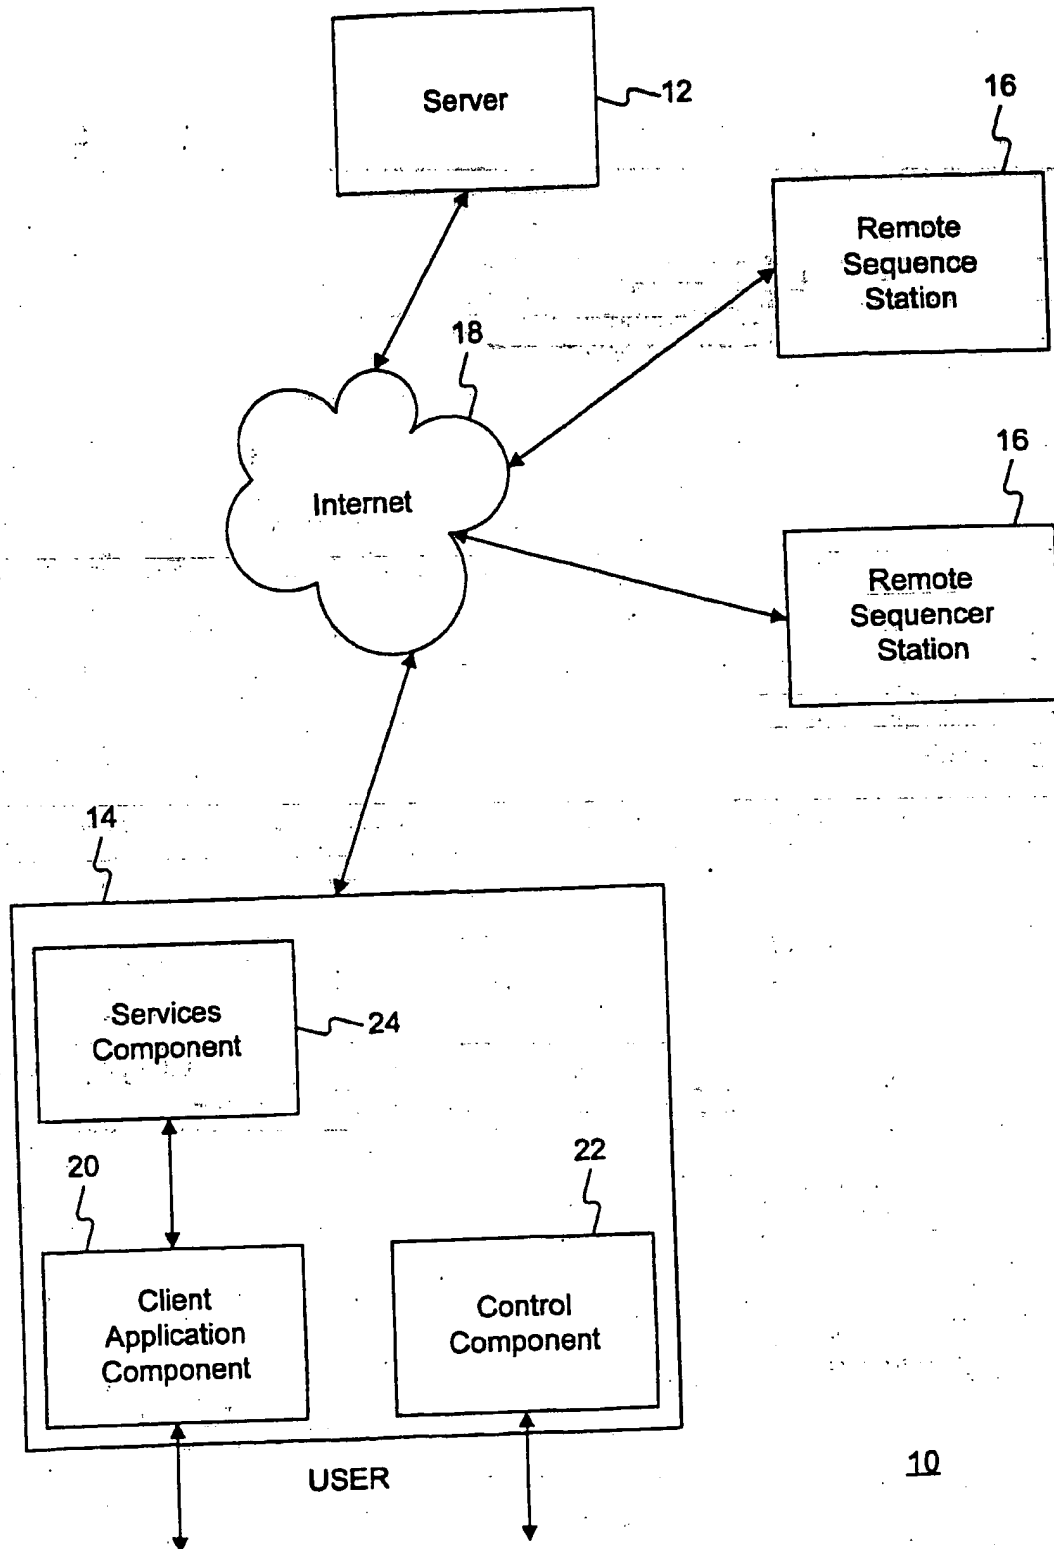 Server
12
16
Remote
Sequence
Station
18
Internet
16
Remote
Sequencer
Station
14
Services
Component
24
20
22
Client
Application
Component
Control
Component
USER
10